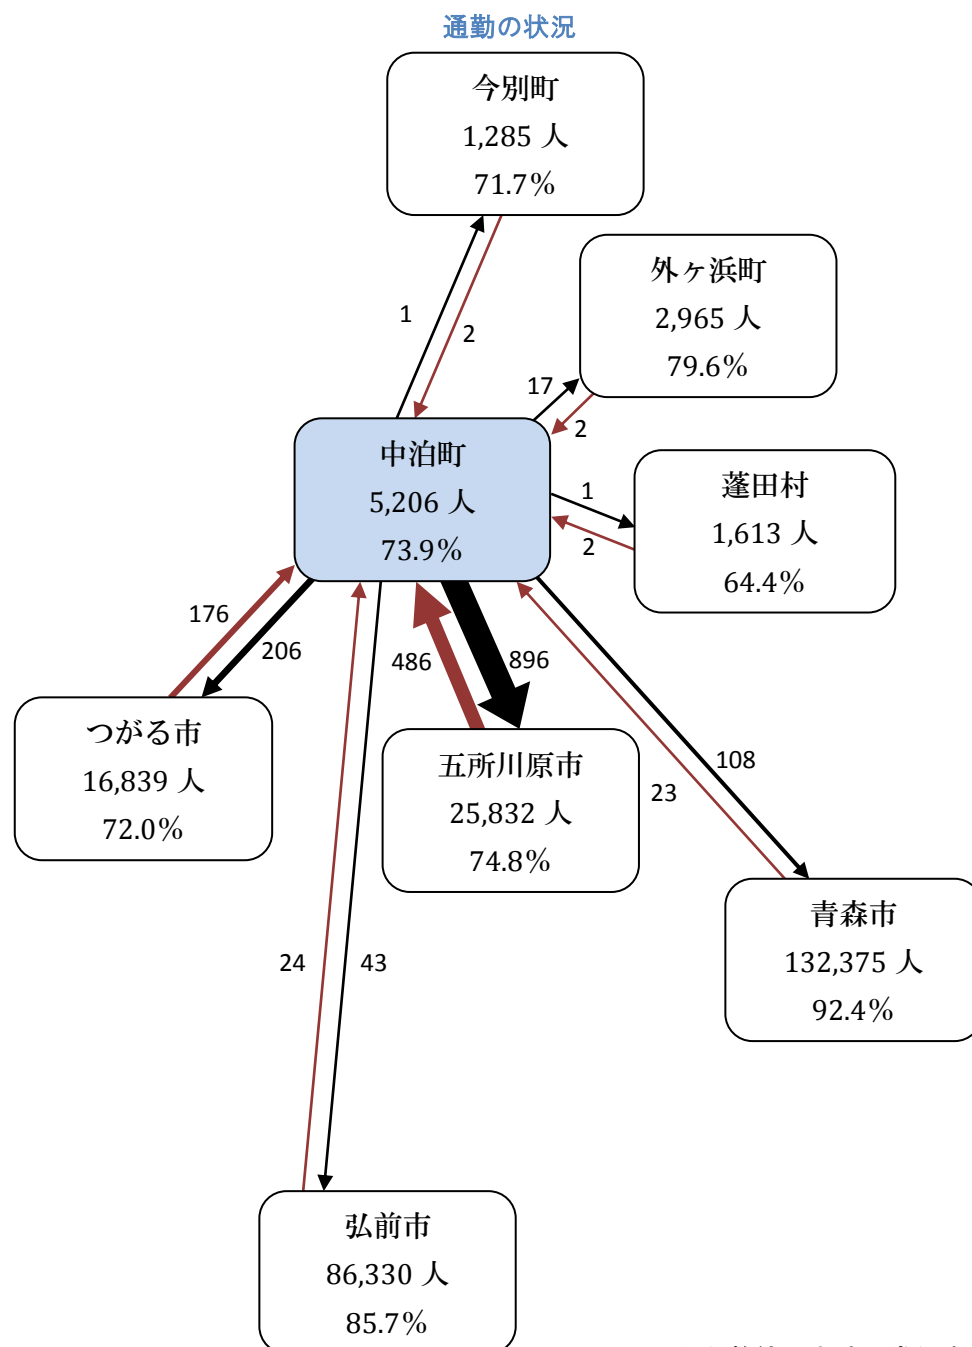 通勤の状況
今別町
1,285 人
71.7%
外ヶ浜町
2,965 人
79.6%
1
2
17
2
中泊町
5,206 人
73.9%
蓬田村
1,613 人
64.4%
1
2
176
206
486
896
つがる市
16,839 人
72.0%
五所川原市
25,832 人
74.8%
108
23
青森市
132,375 人
92.4%
24
43
弘前市
86,330 人
85.7%